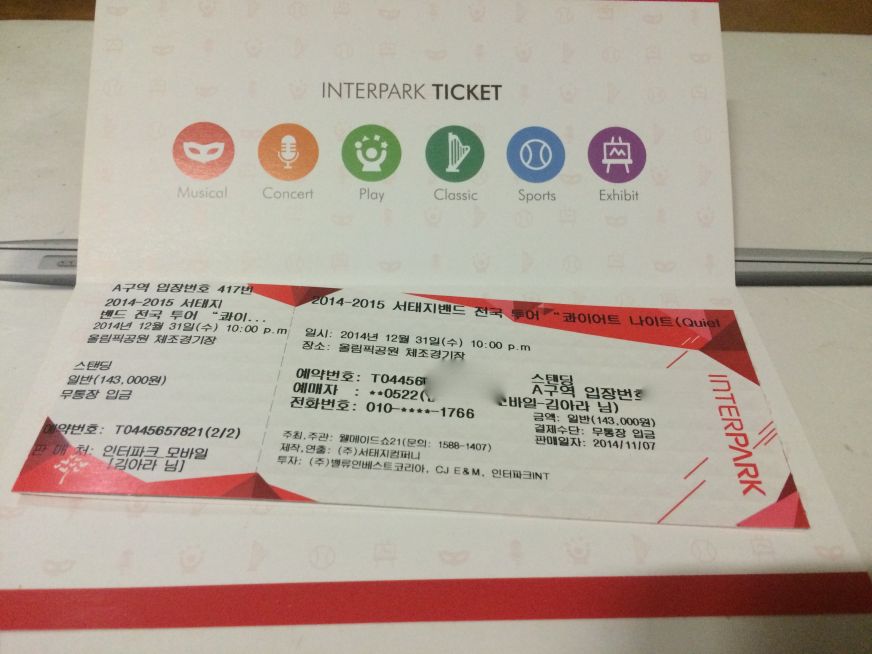 INTERPARK TICKET
Musical
Concert
Play
Classic
Sports
Exhibit
A구역 입장번호 417번
2014-2015 서태지
밴드 전국 투어 "콰이...
2014년 12월 31일(수) 10:00 p.m
올림픽공원 체조경기장
스탠딩
일반(143,000원)
무통장 입금
예약번호: T0445657821(2/2)
판 매 처: 인터파크 모바일
[김아라 님]
2014-2015 서태지밴드 전국 투어 "콰이어트 나이트(Quiet
일시: 2014년 12월 31일(수) 10:00 p.m
장소: 올림픽공원 체조경기장
예약번호: T04456
예매자 : **0522(
모바일-김아라 님)
전화번호: 010-****-1766
스탠딩
A구역 입장번호
금액: 일반(143,000원)
결제수단: 무통장 입금
판매일자: 2014/11/07
주최,주관: 웰메이드쇼21(문의: 1588-1407)
제작,연출: (주)서태지컴퍼니
투자: (주)밸류인베스트코리아, CJ E&M, 인터파크INT
INTERPARK